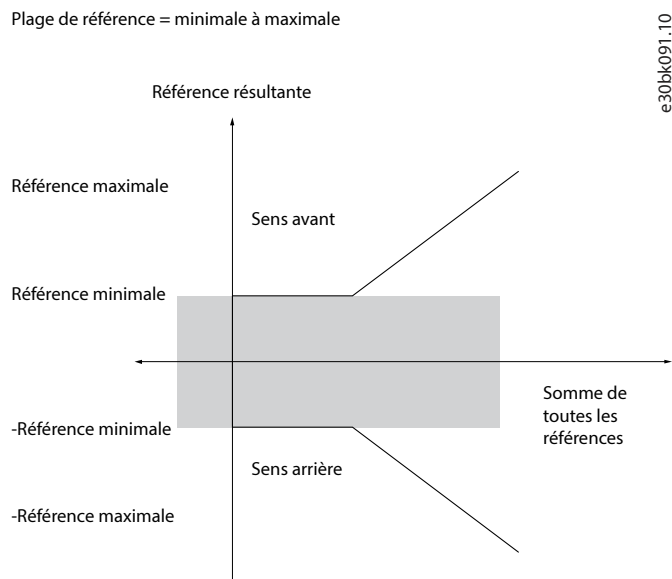 Plage de référence = minimale à maximale
e30bk091.10
Référence résultante
Référence maximale
Sens avant
Référence minimale
Somme de
toutes les
références
-Référence minimale
Sens arrière
-Référence maximale